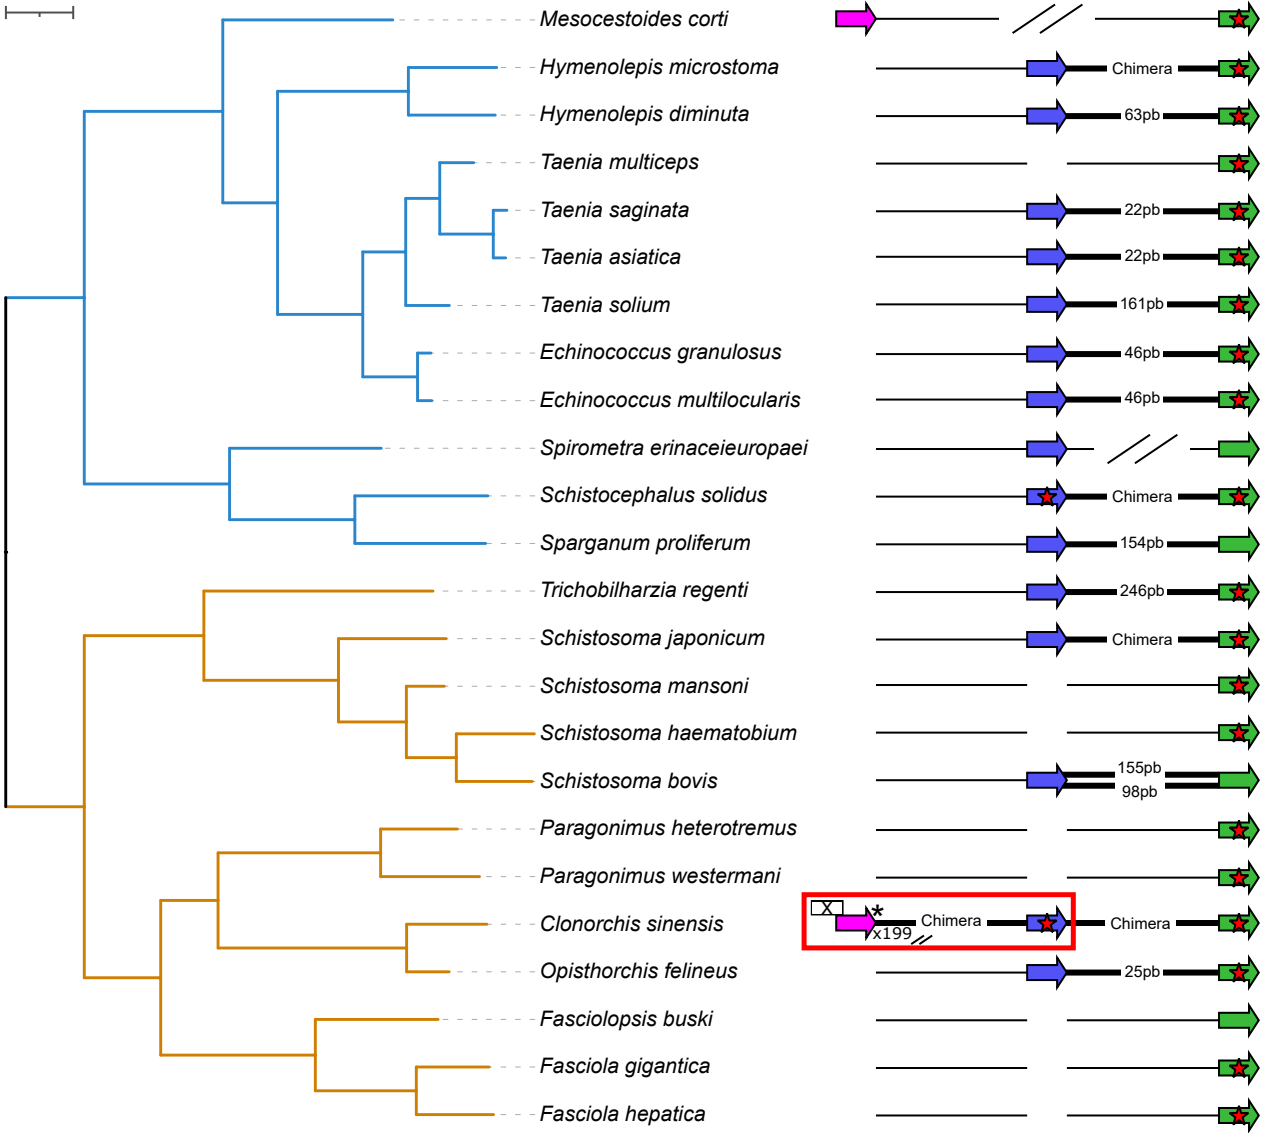 Mesocestoides corti
Hymenolepis microstoma Chimera
Hymenolepis diminuta 63pb
Taenia multiceps
Taenia saginata 22pb
Taenia asiatica 22pb
Taenia solium 161pb
Echinococcus granulosus 46pb
Echinococcus multilocularis 46pb
Spirometra erinaceieuropaei
Schistocephalus solidus Chimera
Sparganum proliferum 154pb
Trichobilharzia regenti 246pb
Schistosoma japonicum Chimera
Schistosoma mansoni
Schistosoma haematobium
Schistosoma bovis 155pb
98pb
Paragonimus heterotremus
Paragonimus westermani
Clonorchis sinensis X * Chimera Chimera
x199
Opisthorchis felineus 25pb
Fasciolopsis buski
Fasciola gigantica
Fasciola hepatica